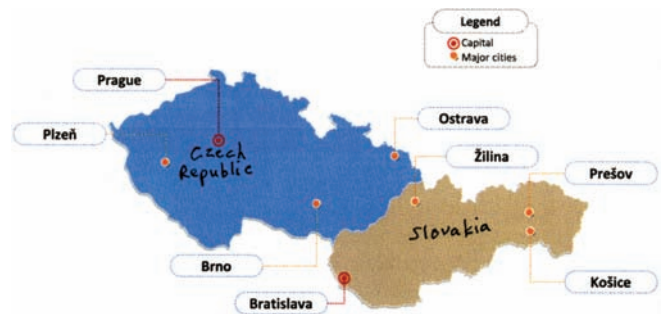 Legend
Capital
Major cities
Prague
Plzeň
Ostrava
Žilina
Prešov
Czech
Republic
Slovakia
Brno
Bratislava
Košice